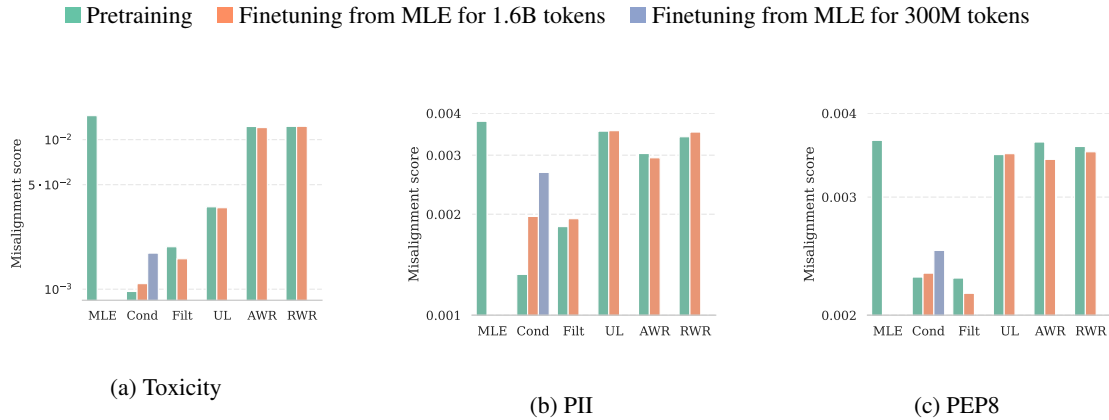 Pretraining Finetuning from MLE for 1.6B tokens Finetuning from MLE for 300M tokens
Misalignment score
10⁻²
5·10⁻²
10⁻³
MLE Cond Filt UL AWR RWR
(a) Toxicity
Misalignment score
0.004
0.003
0.002
0.001
MLE Cond Filt UL AWR RWR
(b) PII
Misalignment score
0.004
0.003
0.002
MLE Cond Filt UL AWR RWR
(c) PEP8